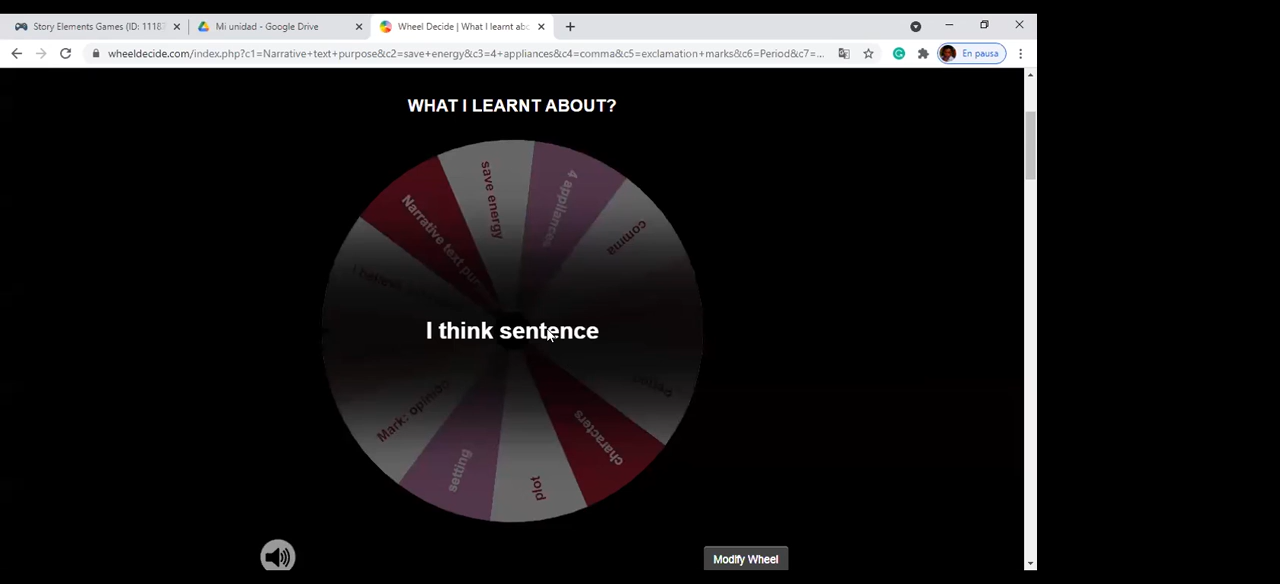 Story Elements Games (ID: 1118
Mi unidad - Google Drive
Wheel Decide | What I learnt abo
wheeldecide.com/index.php?c1=Narrative+text+purpose&c2=save+energy&c3=4+appliances&c4=comma&c5=exclamation+marks&c6=Period&c7=...
En pausa
WHAT I LEARNT ABOUT?
save energy
4 appliances
Narrative text pur
comma
I think sentence
characters
Mark: opinion
setting
plot
Modify Wheel